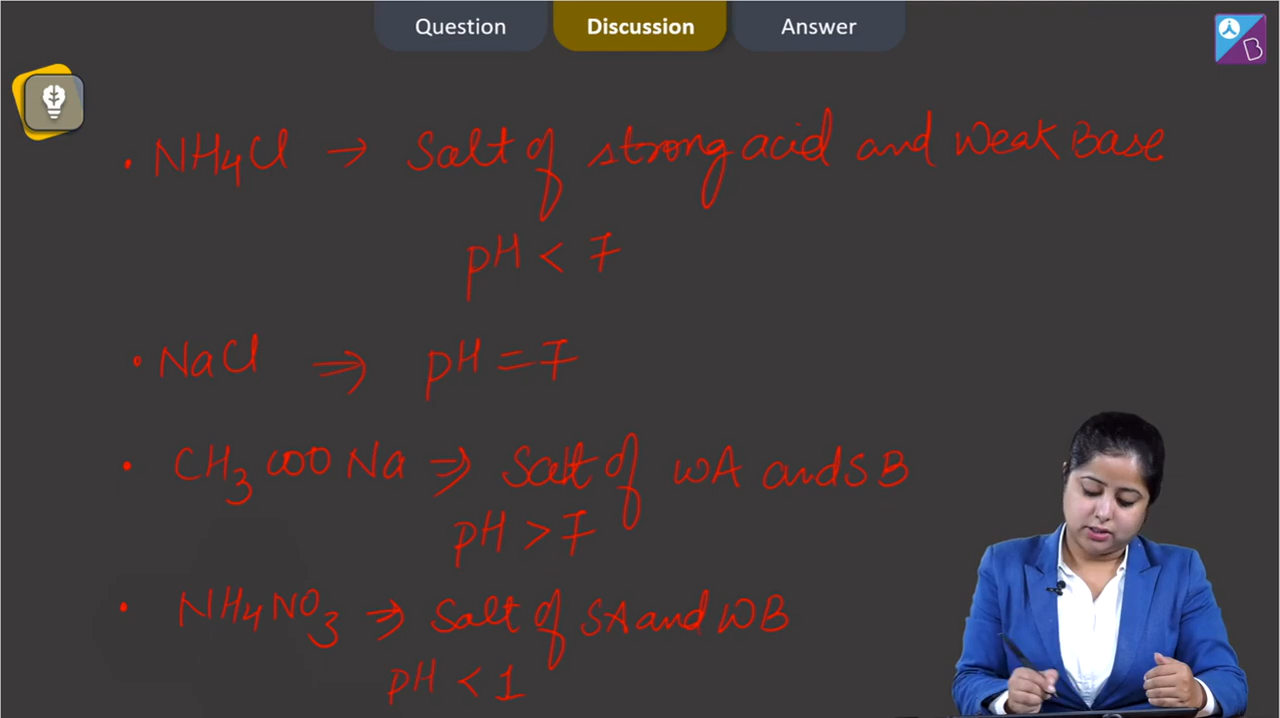 Question Discussion Answer
B
• NH4Cl → Salt of strong acid and Weak Base
pH < 7
• NaCl ⇒ pH = 7
• CH3COONa ⇒ Salt of WA and SB
pH > 7
• NH4NO3 ⇒ Salt of SA and WB
pH < 1